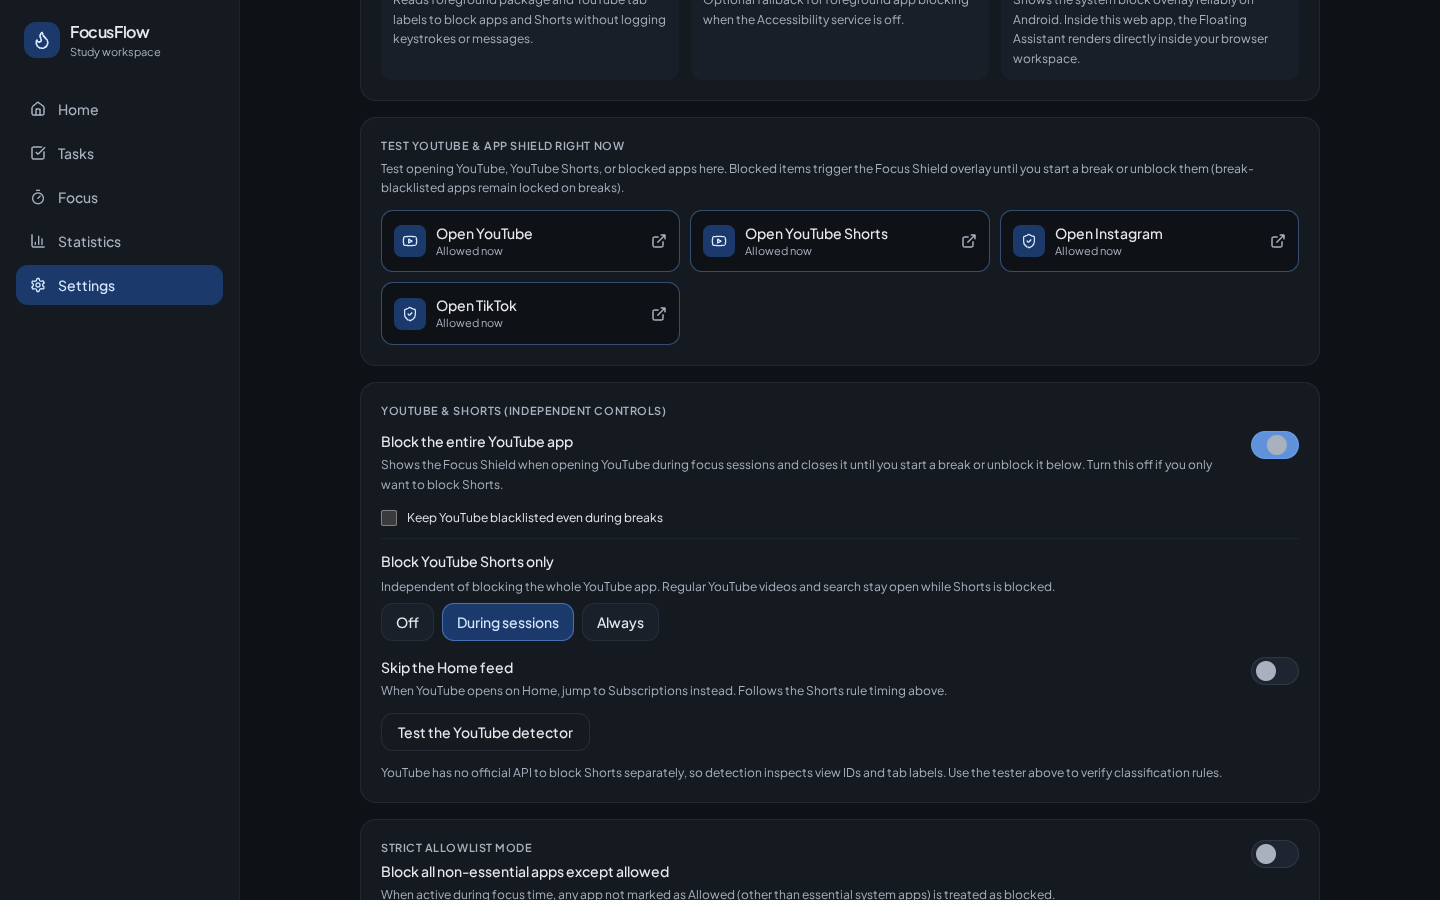 FocusFlow
Study workspace
Home
Tasks
Focus
Statistics
Settings
Reads foreground package and YouTube tab
labels to block apps and Shorts without logging
keystrokes or messages.
Optional fallback for foreground app blocking
when the Accessibility service is off.
Shows the system block overlay reliably on
Android. Inside this web app, the Floating
Assistant renders directly inside your browser
workspace.
TEST YOUTUBE & APP SHIELD RIGHT NOW
Test opening YouTube, YouTube Shorts, or blocked apps here. Blocked items trigger the Focus Shield overlay until you start a break or unblock them (break-
blacklisted apps remain locked on breaks).
Open YouTube
Allowed now
Open YouTube Shorts
Allowed now
Open Instagram
Allowed now
Open TikTok
Allowed now
YOUTUBE & SHORTS (INDEPENDENT CONTROLS)
Block the entire YouTube app
Shows the Focus Shield when opening YouTube during focus sessions and closes it until you start a break or unblock it below. Turn this off if you only
want to block Shorts.
Keep YouTube blacklisted even during breaks
Block YouTube Shorts only
Independent of blocking the whole YouTube app. Regular YouTube videos and search stay open while Shorts is blocked.
Off
During sessions
Always
Skip the Home feed
When YouTube opens on Home, jump to Subscriptions instead. Follows the Shorts rule timing above.
Test the YouTube detector
YouTube has no official API to block Shorts separately, so detection inspects view IDs and tab labels. Use the tester above to verify classification rules.
STRICT ALLOWLIST MODE
Block all non-essential apps except allowed
When active during focus time, any app not marked as Allowed (other than essential system apps) is treated as blocked.